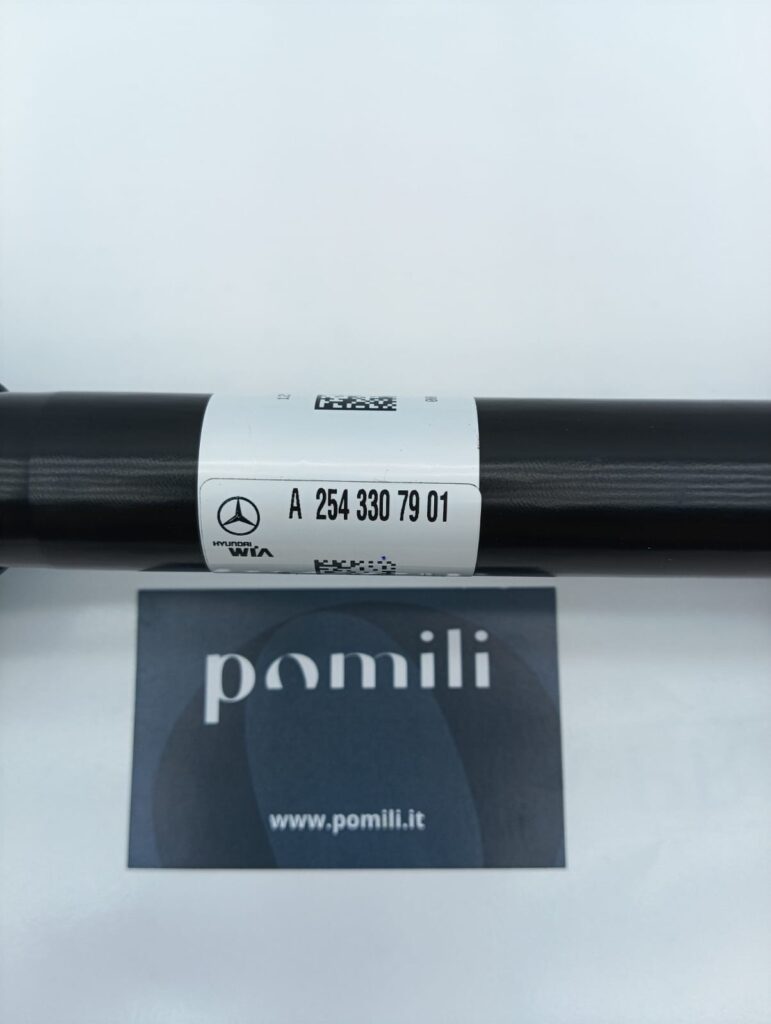 A 254 330 79 01
HYUNDAI
WIA
pomili
www.pomili.it